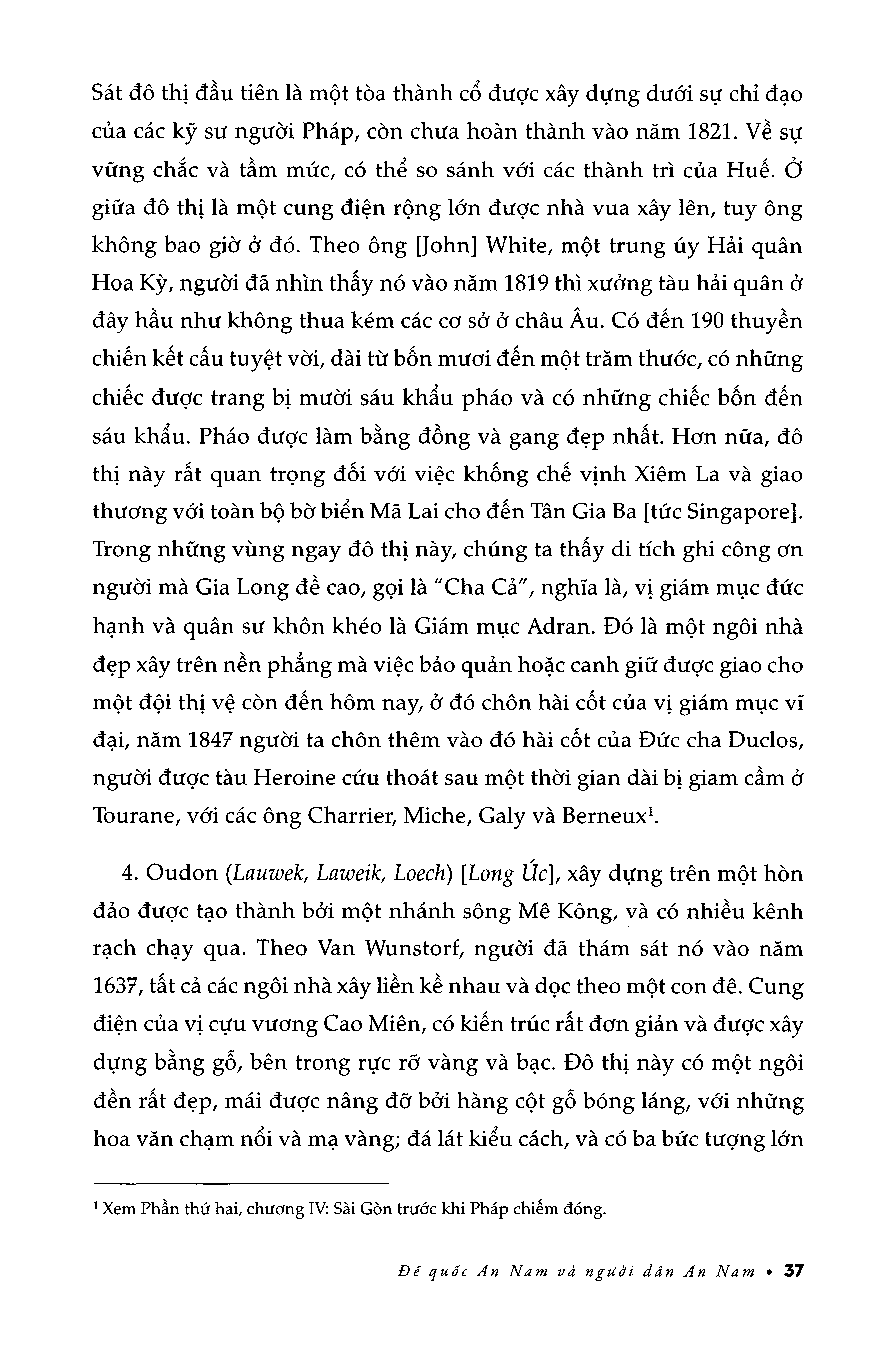 Sát đô thị đầu tiên là một tòa thành cổ được xây dựng dưới sự chỉ đạo
của các kỹ sư người Pháp, còn chưa hoàn thành vào năm 1821. Về sự
vững chắc và tầm mức, có thể so sánh với các thành trì của Huế. Ở
giữa đô thị là một cung điện rộng lớn được nhà vua xây lên, tuy ông
không bao giờ ở đó. Theo ông [John] White, một trung úy Hải quân
Hoa Kỳ, người đã nhìn thấy nó vào năm 1819 thì xưởng tàu hải quân ở
đây hầu như không thua kém các cơ sở ở châu Âu. Có đến 190 thuyền
chiến kết cấu tuyệt vời, dài từ bốn mươi đến một trăm thước, có những
chiếc được trang bị mười sáu khẩu pháo và có những chiếc bốn đến
sáu khẩu. Pháo được làm bằng đồng và gang đẹp nhất. Hơn nữa, đô
thị này rất quan trọng đối với việc khống chế vịnh Xiêm La và giao
thương với toàn bộ bờ biển Mã Lai cho đến Tân Gia Ba [tức Singapore].
Trong những vùng ngay đô thị này, chúng ta thấy di tích ghi công ơn
người mà Gia Long đề cao, gọi là "Cha Cả", nghĩa là, vị giám mục đức
hạnh và quân sư khôn khéo là Giám mục Adran. Đó là một ngôi nhà
đẹp xây trên nền phẳng mà việc bảo quản hoặc canh giữ được giao cho
một đội thị vệ còn đến hôm nay, ở đó chôn hài cốt của vị giám mục vĩ
đại, năm 1847 người ta chôn thêm vào đó hài cốt của Đức cha Duclos,
người được tàu Heroine cứu thoát sau một thời gian dài bị giam cầm ở
Tourane, với các ông Charrier, Miche, Galy và Berneux¹.
4. Oudon (Lauwek, Laweik, Loech) [Long Úc], xây dựng trên một hòn
đảo được tạo thành bởi một nhánh sông Mê Kông, và có nhiều kênh
rạch chạy qua. Theo Van Wunstorf, người đã thám sát nó vào năm
1637, tất cả các ngôi nhà xây liền kề nhau và dọc theo một con đê. Cung
điện của vị cựu vương Cao Miên, có kiến trúc rất đơn giản và được xây
dựng bằng gỗ, bên trong rực rỡ vàng và bạc. Đô thị này có một ngôi
đền rất đẹp, mái được nâng đỡ bởi hàng cột gỗ bóng láng, với những
hoa văn chạm nổi và mạ vàng; đá lát kiểu cách, và có ba bức tượng lớn
¹ Xem Phần thứ hai, chương IV: Sài Gòn trước khi Pháp chiếm đóng.
Đế quốc An Nam và người dân An Nam • 37